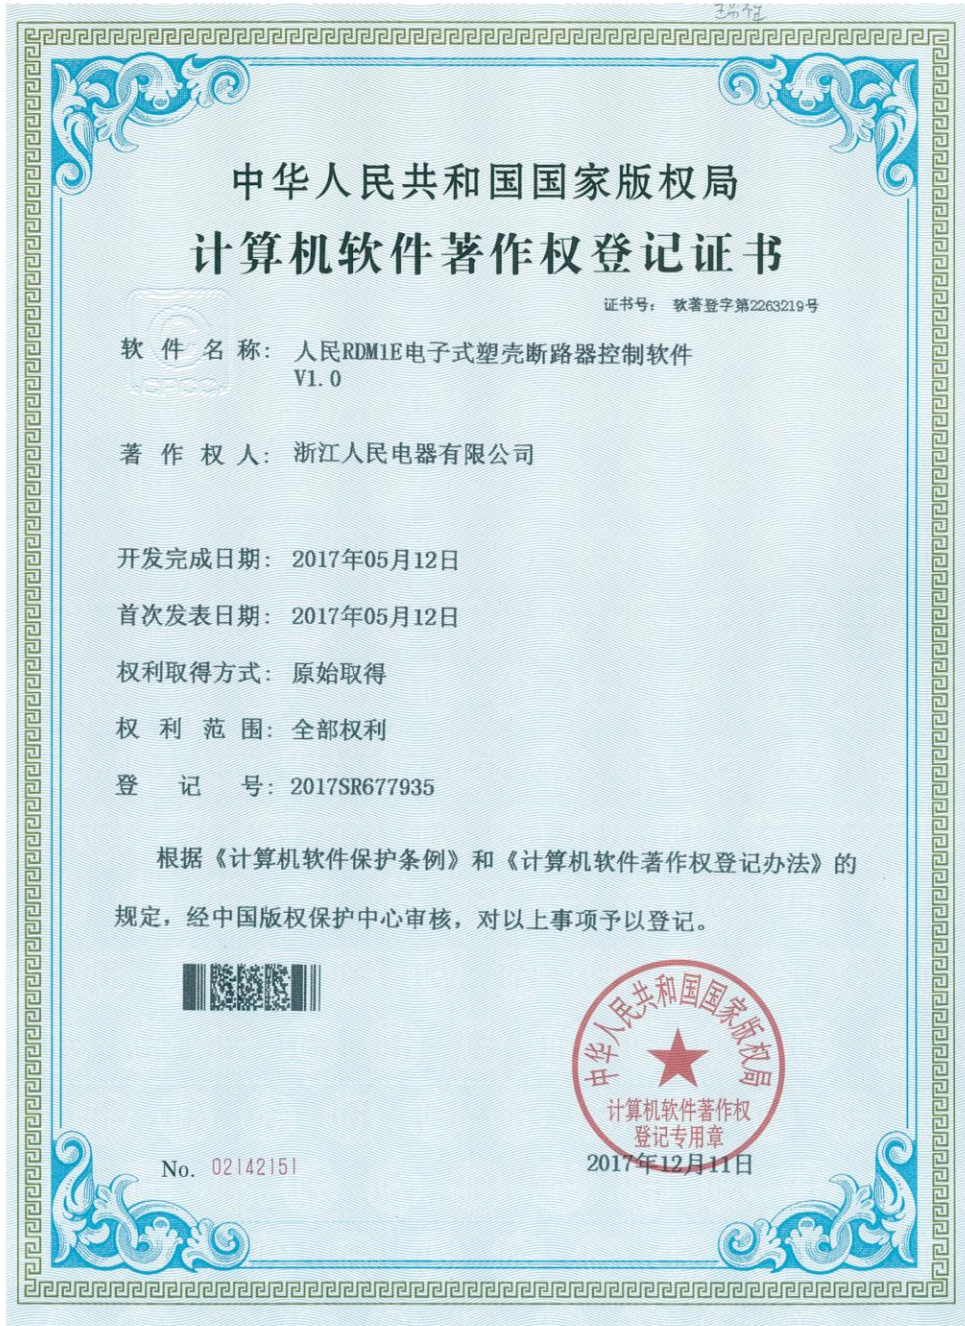 中华人民共和国国家版权局
计算机软件著作权登记证书
证书号： 软著登字第2263219号
软件名称： 人民RDM1E电子式塑壳断路器控制软件
V1.0
CPCC
著作权人： 浙江人民电器有限公司
开发完成日期： 2017年05月12日
首次发表日期： 2017年05月12日
权利取得方式： 原始取得
权利范围： 全部权利
登记号： 2017SR677935
根据《计算机软件保护条例》和《计算机软件著作权登记办法》的
规定，经中国版权保护中心审核，对以上事项予以登记。
中华人民共和国国家版权局
计算机软件著作权
登记专用章
No. 02142151
2017年12月11日